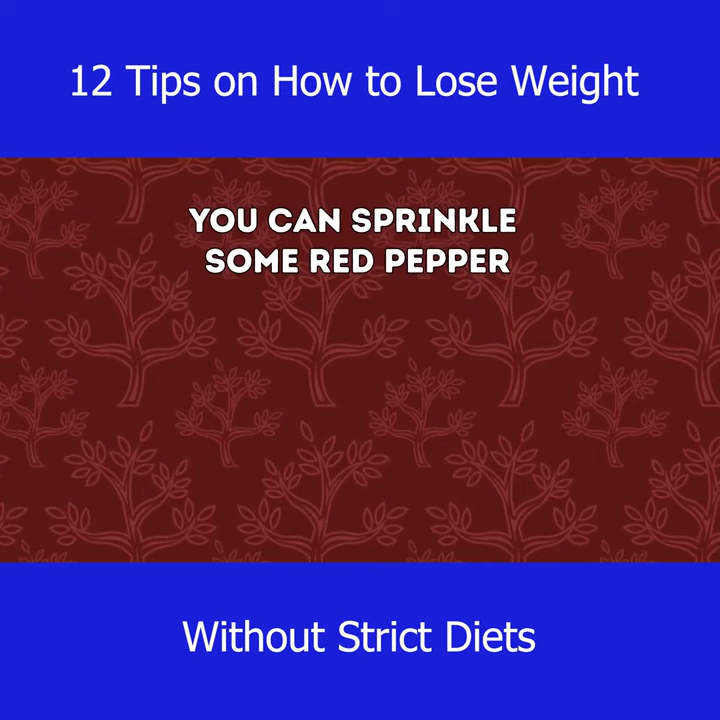 12 Tips on How to Lose Weight
YOU CAN SPRINKLE
SOME RED PEPPER
Without Strict Diets